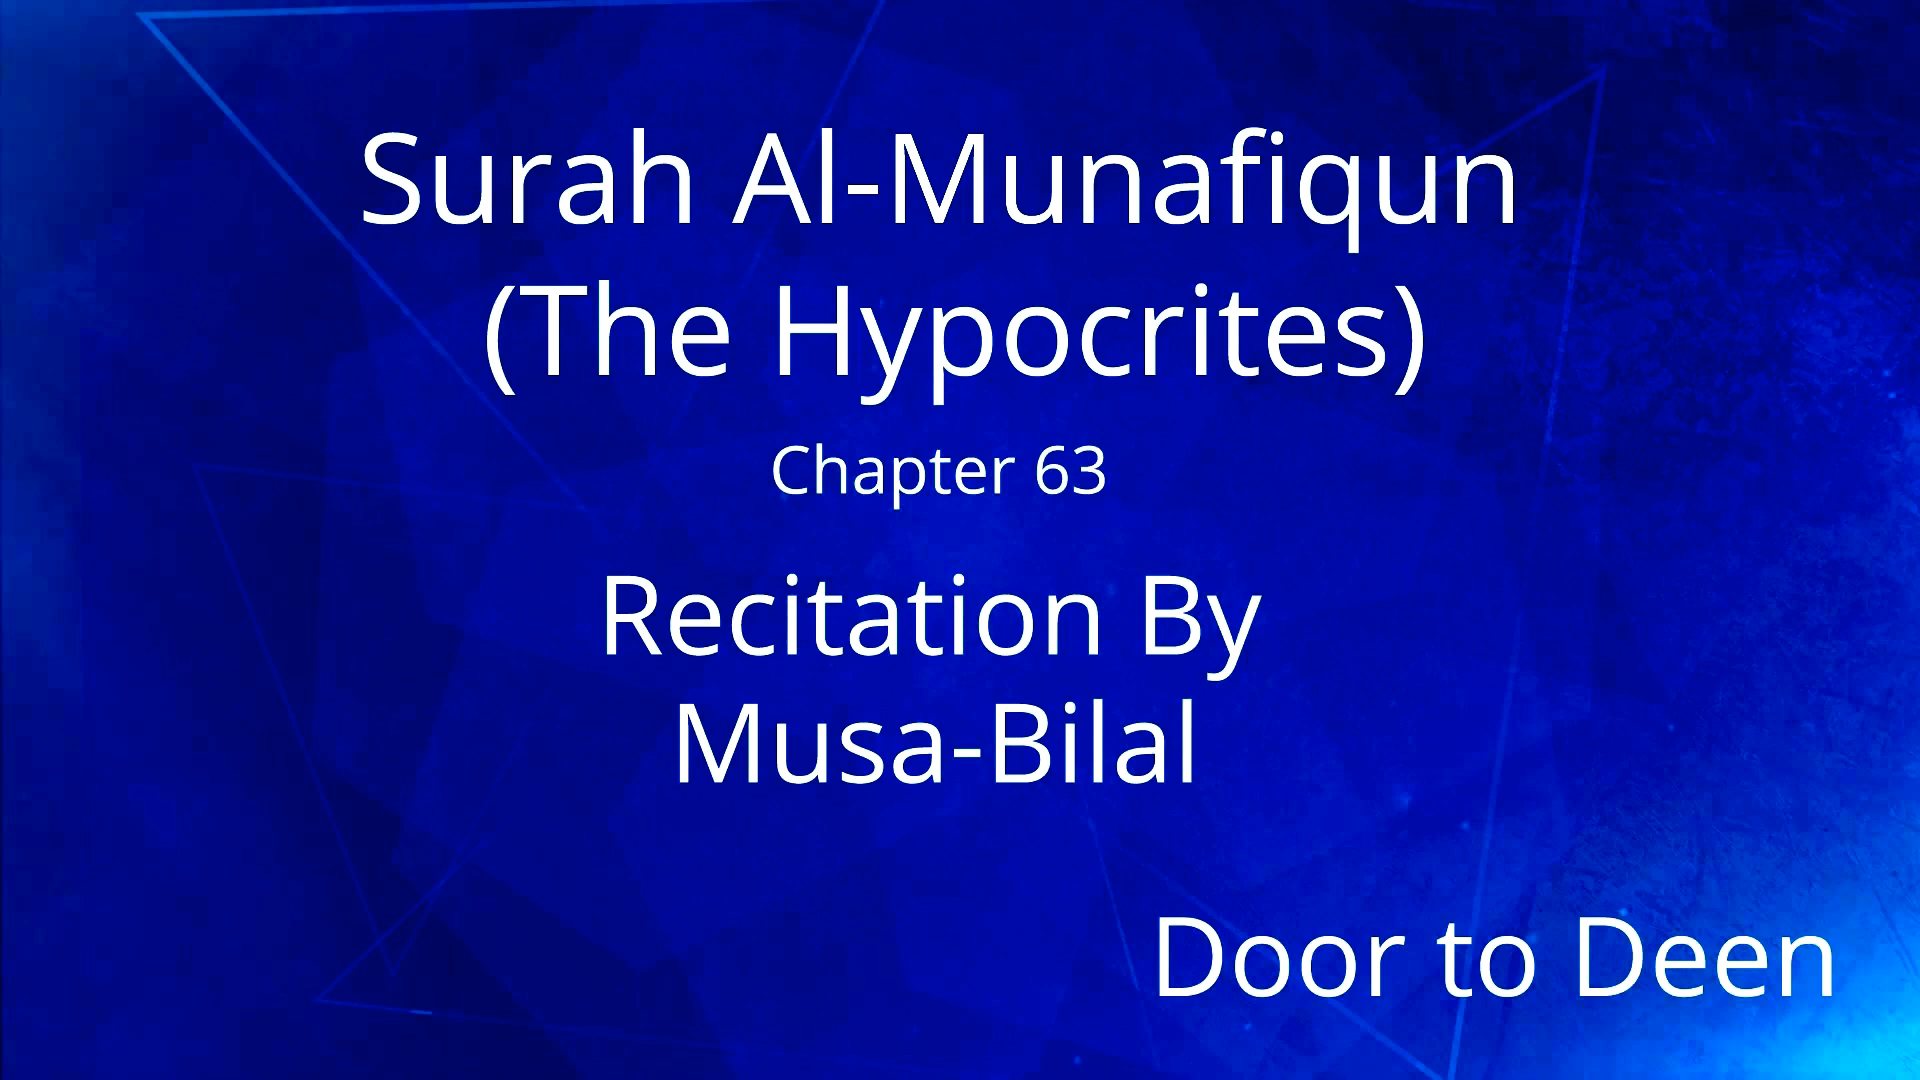 Surah Al-Munafiqun
(The Hypocrites)
Chapter 63
Recitation By
Musa-Bilal
Door to Deen